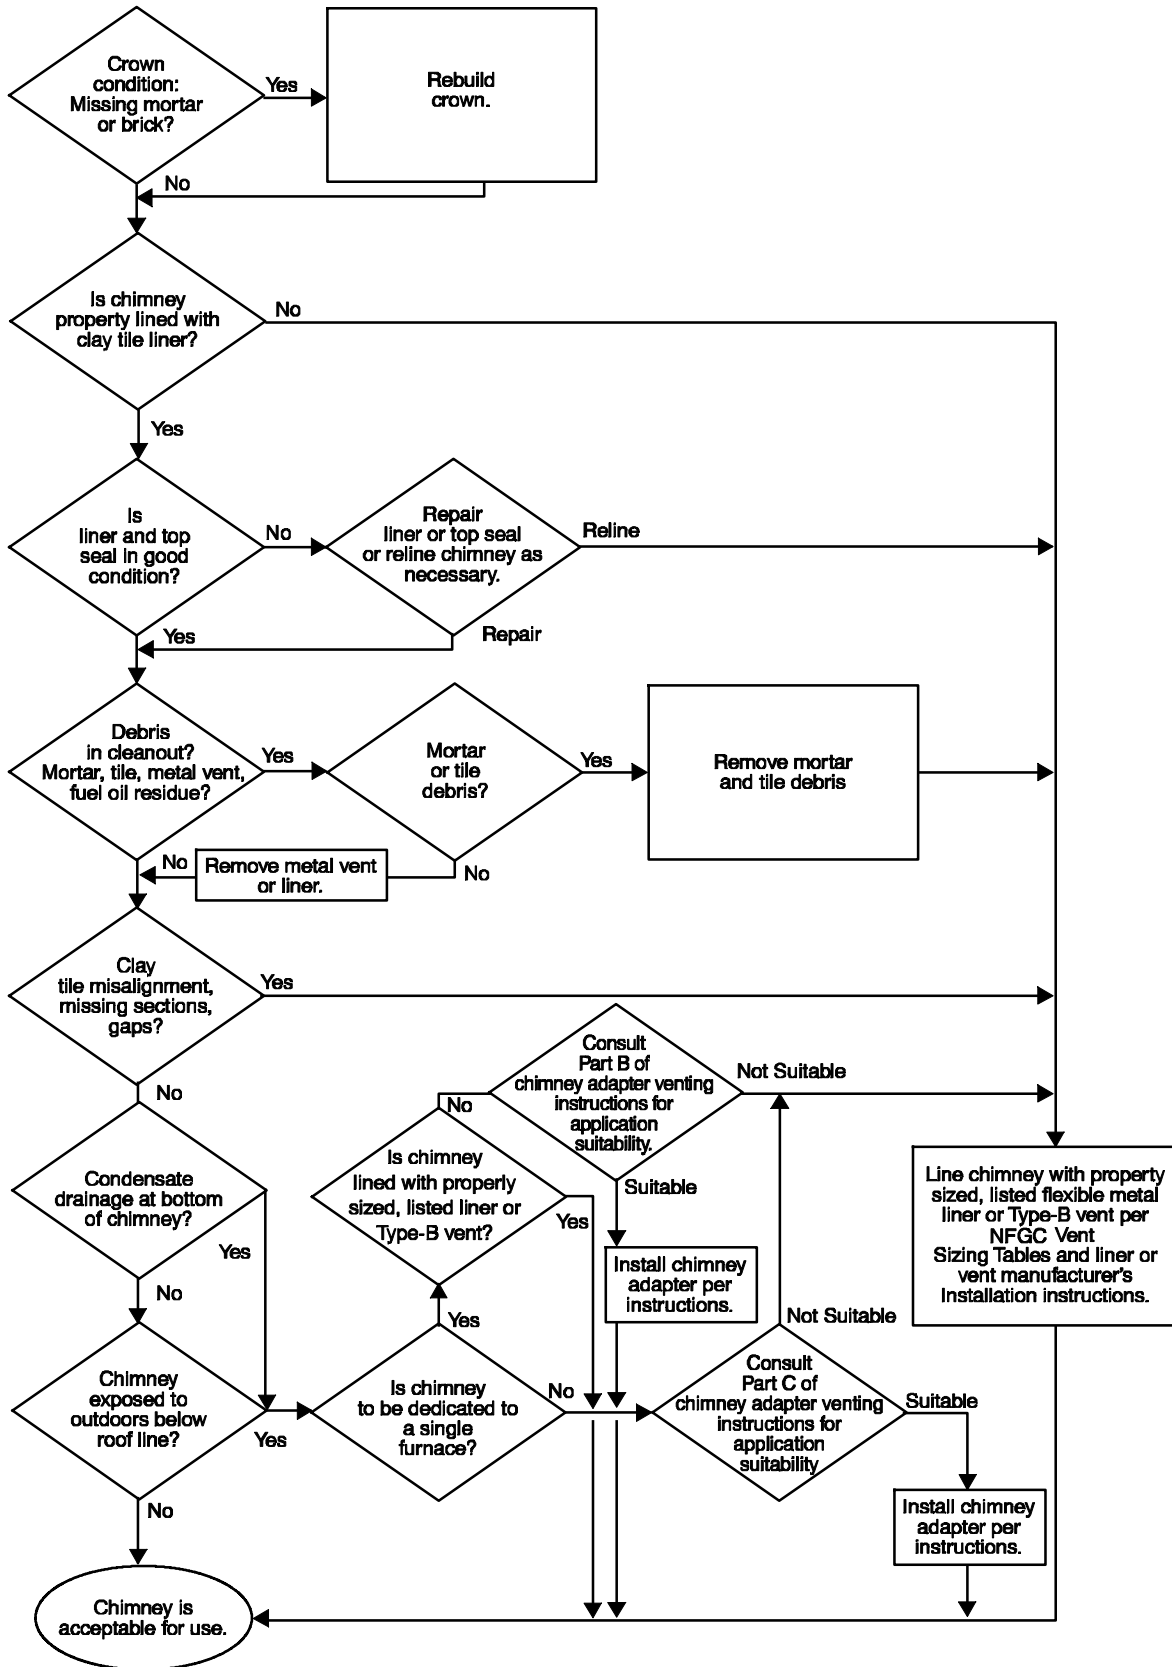 Crown
condition:
Missing mortar
or brick?
Yes
Rebuild
crown.
No
Is chimney
property lined with
clay tile liner?
No
Yes
Is
liner and top
seal in good
condition?
No
Repair
liner or top seal
or reline chimney as
necessary.
Reline
Yes
Repair
Debris
in cleanout?
Mortar, tile, metal vent,
fuel oil residue?
Yes
Mortar
or tile
debris?
Yes
Remove mortar
and tile debris
No
Remove metal vent
or liner.
No
Clay
tile misalignment,
missing sections,
gaps?
Yes
No
Consult
Part B of
chimney adapter venting
instructions for
application
suitability.
Not Suitable
No
Suitable
Condensate
drainage at bottom
of chimney?
Yes
No
Is chimney
lined with properly
sized, listed liner or
Type-B vent?
Yes
Install chimney
adapter per
instructions.
Line chimney with property
sized, listed flexible metal
liner or Type-B vent per
NFGC Vent
Sizing Tables and liner or
vent manufacturer's
Installation instructions.
Yes
Not Suitable
Chimney
exposed to
outdoors below
roof line?
Yes
No
Is chimney
to be dedicated to
a single
furnace?
No
Consult
Part C of
chimney adapter venting
instructions for
application
suitability
Suitable
Install chimney
adapter per
instructions.
Chimney is
acceptable for use.